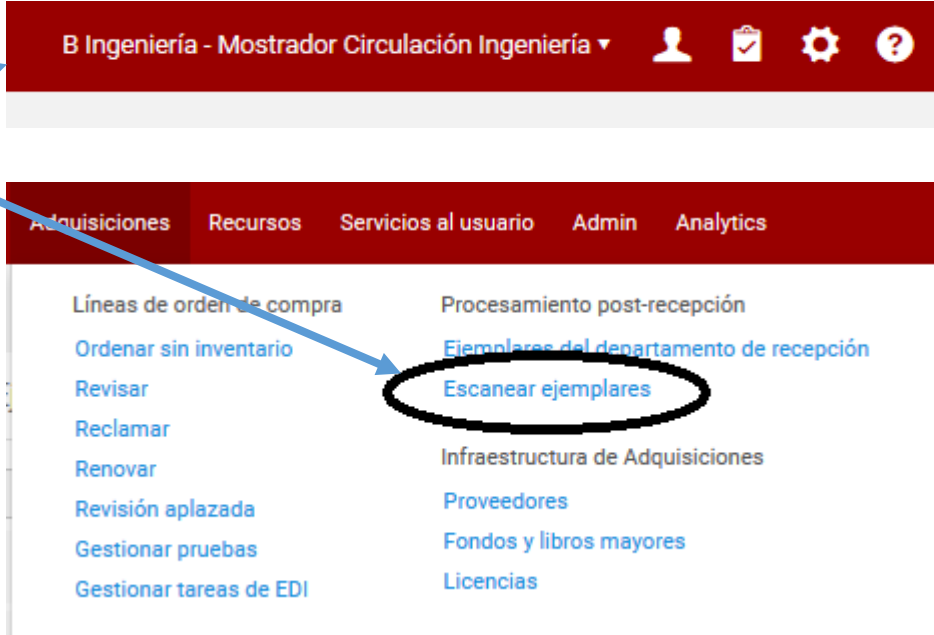 B Ingeniería - Mostrador Circulación Ingeniería
Adquisiciones Recursos Servicios al usuario Admin Analytics
Líneas de orden de compra
Ordenar sin inventario
Revisar
Reclamar
Renovar
Revisión aplazada
Gestionar pruebas
Gestionar tareas de EDI
Procesamiento post-recepción
Ejemplares del departamento de recepción
Escanear ejemplares
Infraestructura de Adquisiciones
Proveedores
Fondos y libros mayores
Licencias